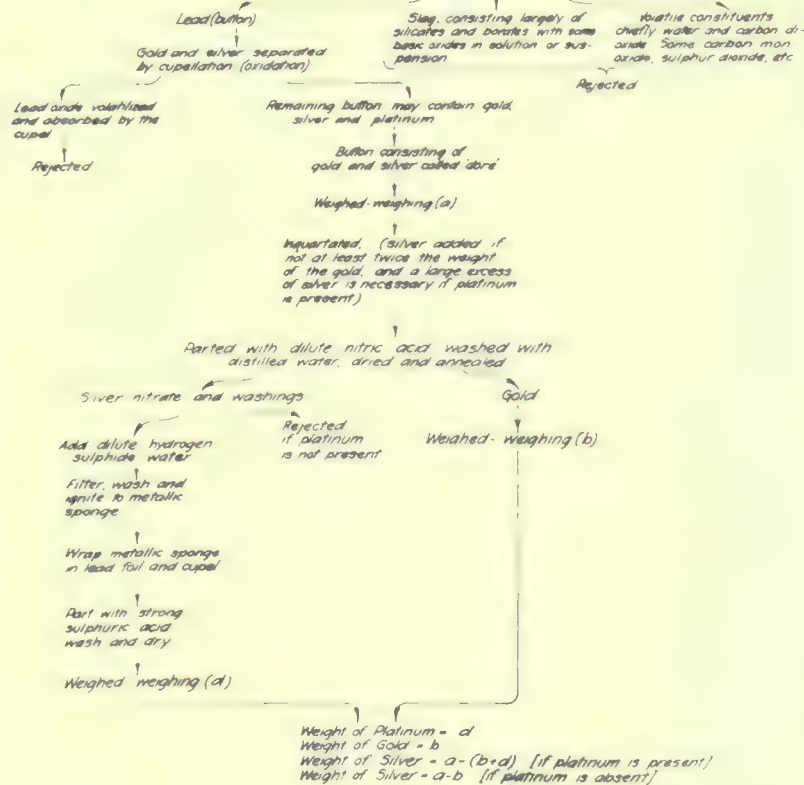 Lead (button)
Gold and silver separated
by cupellation (oxidation)
Slag, consisting largely of
silicates and borates with some
basic oxides in solution or sus-
pension
Volatile constituents
chiefly water and carbon di-
oxide Some carbon mon-
oxide, sulphur dioxide, etc
Rejected
Lead oxide volatilized
and absorbed by the
cupel
Rejected
Remaining button may contain gold,
silver and platinum
Button consisting of
gold and silver called 'dore'
Weighed-weighing (a)
Inquartated. (silver added if
not at least twice the weight
of the gold, and a large excess
of silver is necessary if platinum
is present)
Parted with dilute nitric acid washed with
distilled water, dried and annealed
Silver nitrate and washings
Gold
Add dilute hydrogen
sulphide water
Rejected
if platinum
is not present
Weighed-weighing (b)
Filter, wash and
ignite to metallic
sponge
Wrap metallic sponge
in lead foil and cupel
Part with strong
sulphuric acid
wash and dry
Weighed weighing (d)
Weight of Platinum = d
Weight of Gold = b
Weight of Silver = a-(b+d) [if platinum is present]
Weight of Silver = a-b [if platinum is absent]